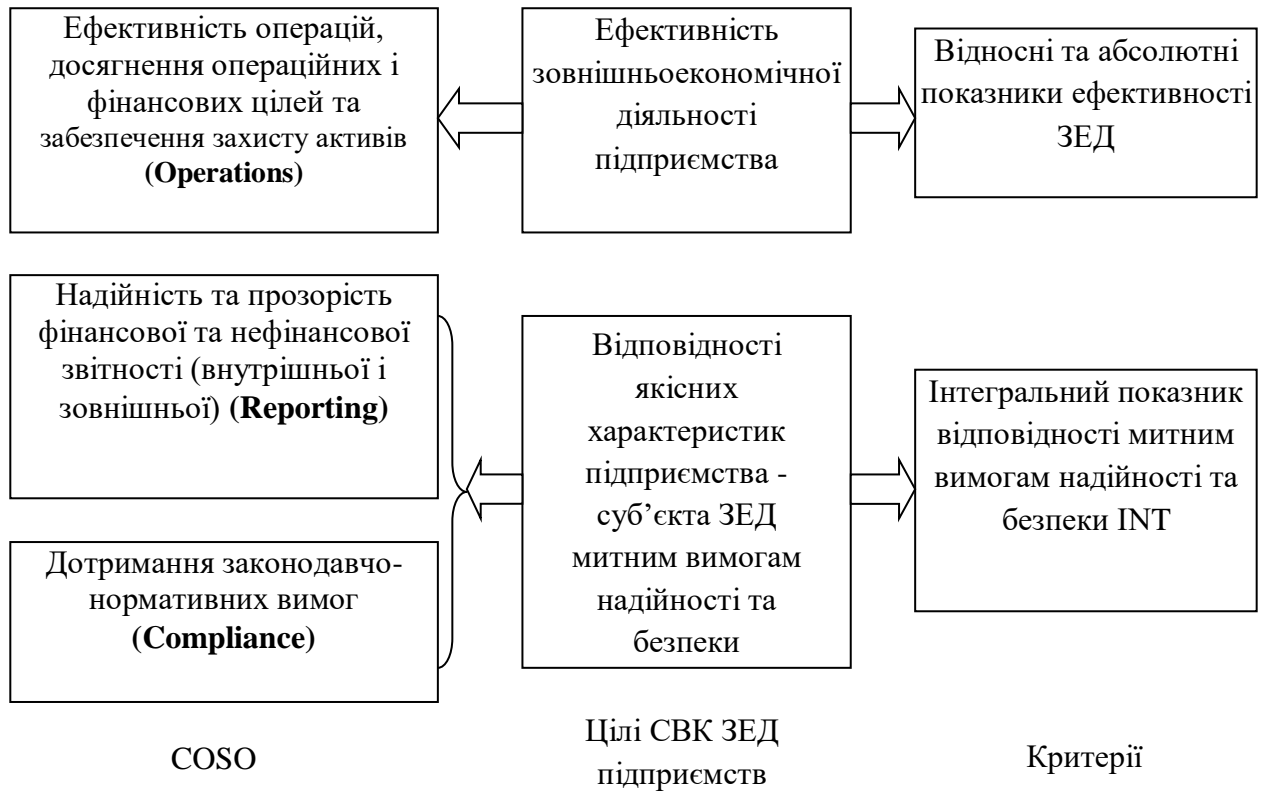 Ефективність операцій,
досягнення операційних і
фінансових цілей та
забезпечення захисту активів
(Operations)
Ефективність
зовнішньоекономічної
діяльності
підприємства
Відносні та абсолютні
показники ефективності
ЗЕД
Надійність та прозорість
фінансової та нефінансової
звітності (внутрішньої і
зовнішньої) (Reporting)
Дотримання законодавчо-
нормативних вимог
(Compliance)
Відповідності
якісних
характеристик
підприємства -
суб’єкта ЗЕД
митним вимогам
надійності та
безпеки
Інтегральний показник
відповідності митним
вимогам надійності та
безпеки INT
COSO
Цілі СВК ЗЕД
підприємств
Критерії